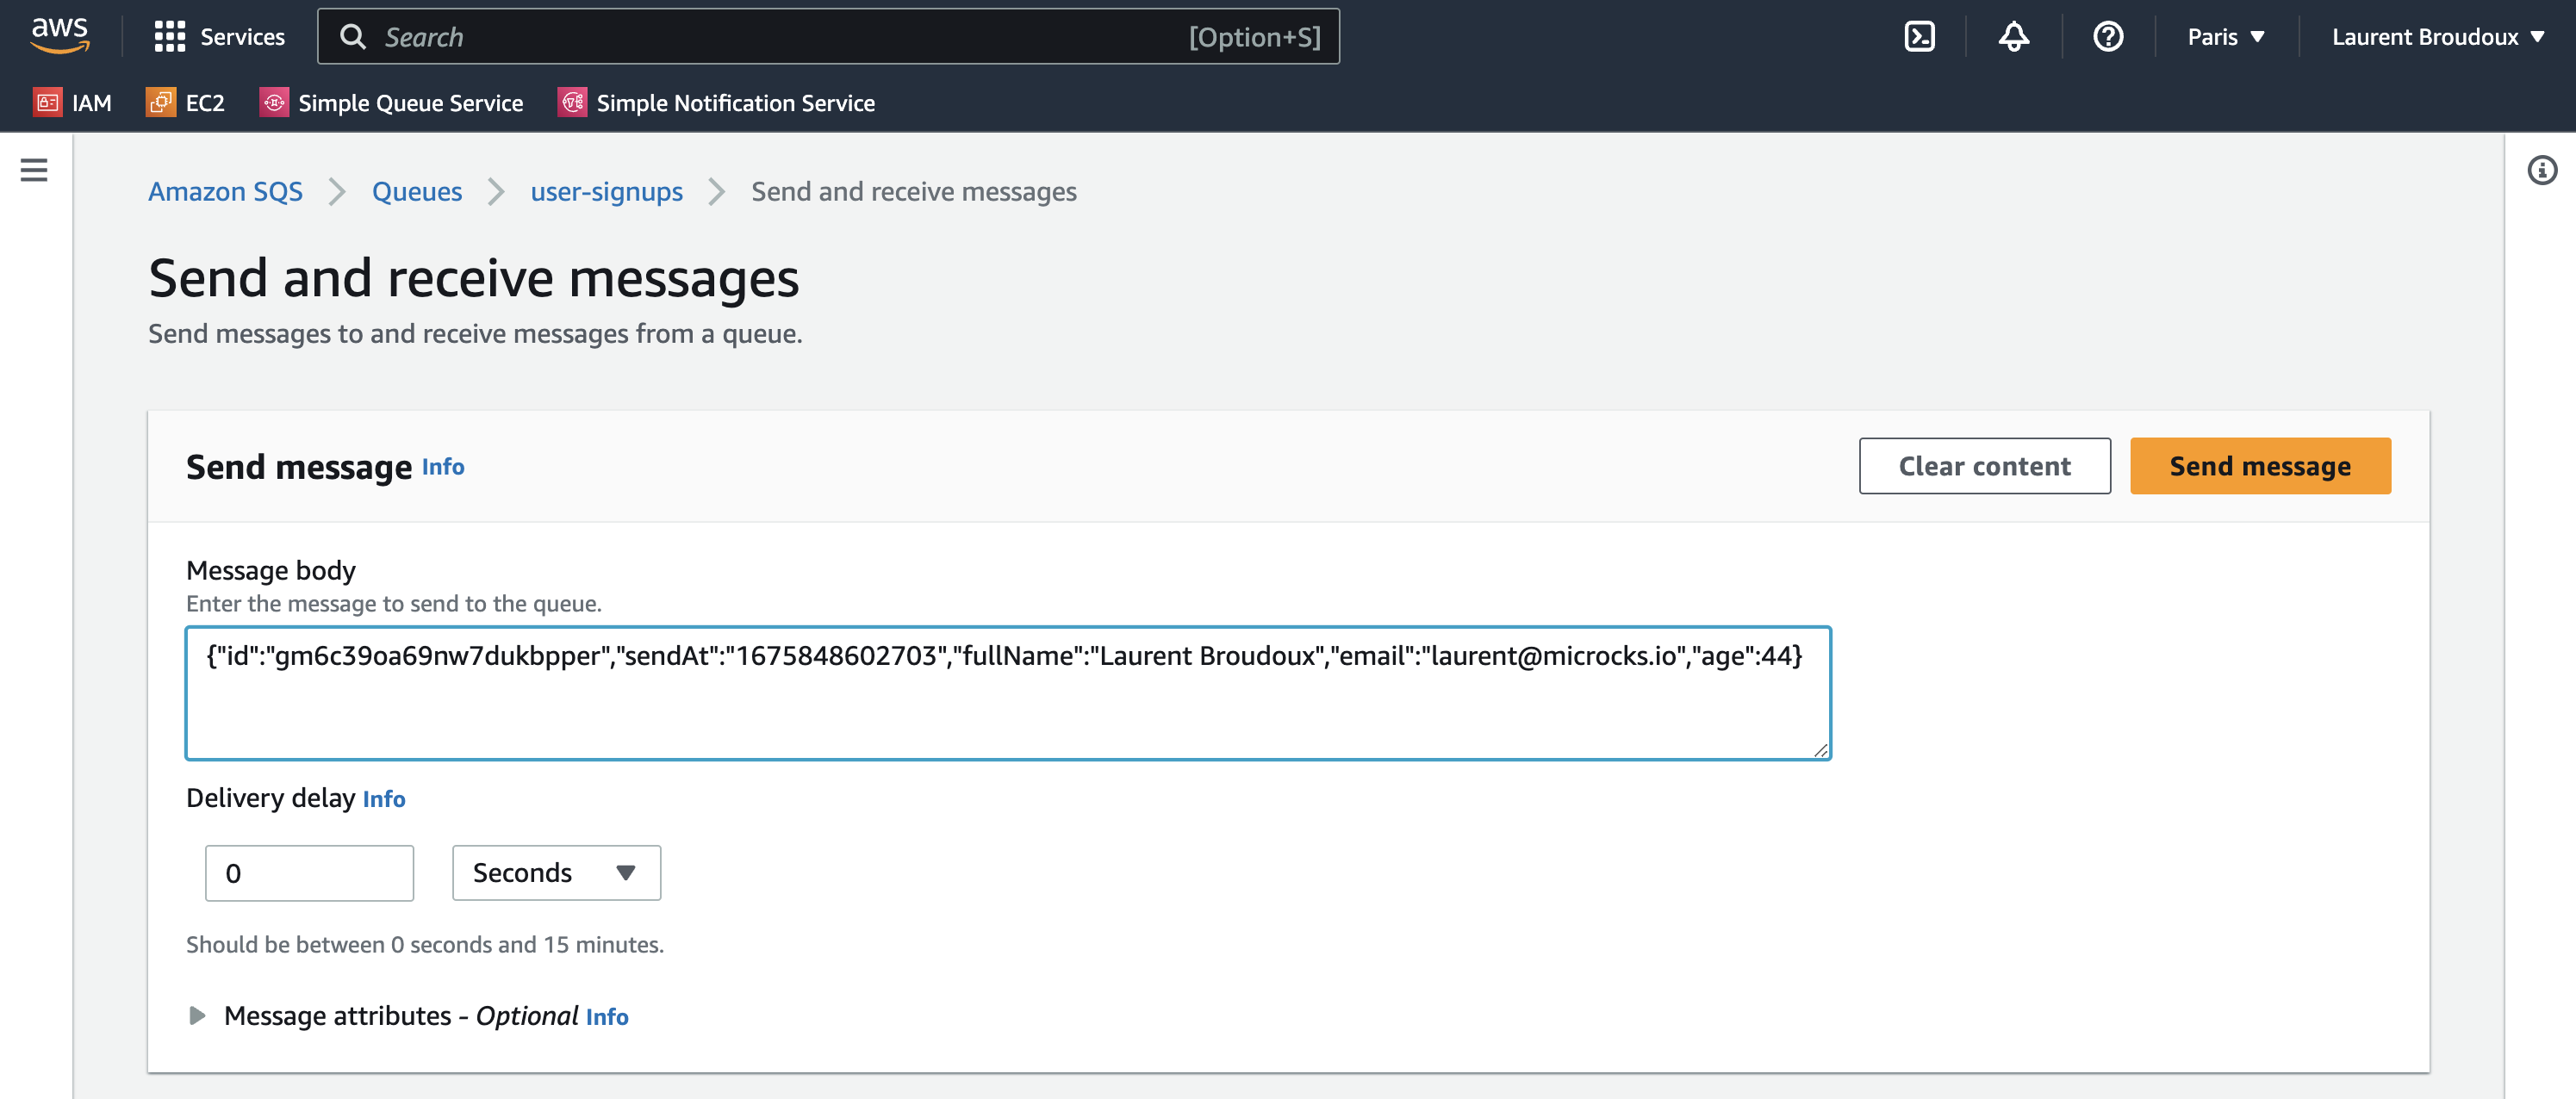 aws Services Search [Option+S] Paris Laurent Broudoux
IAM EC2 Simple Queue Service Simple Notification Service
Amazon SQS Queues user-signups Send and receive messages
Send and receive messages
Send messages to and receive messages from a queue.
Send message Info Clear content Send message
Message body
Enter the message to send to the queue.
{"id":"gm6c39oa69nw7dukbpper","sendAt":"1675848602703","fullName":"Laurent Broudoux","email":"laurent@microcks.io","age":44}
Delivery delay Info
0 Seconds
Should be between 0 seconds and 15 minutes.
Message attributes - Optional Info